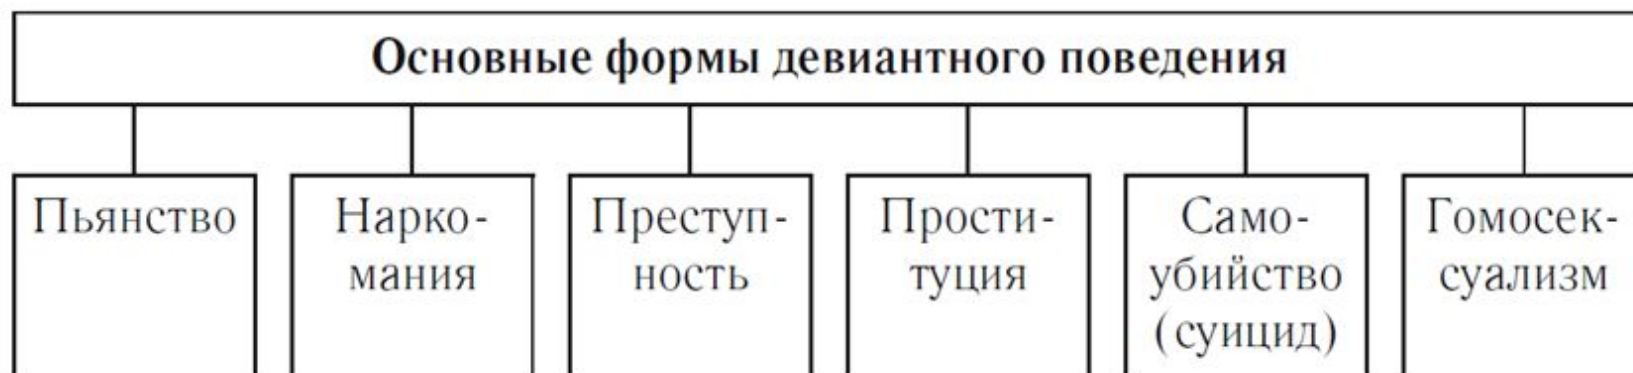 Основные формы девиантного поведения
Пьянство
Нарко-
мания
Преступ-
ность
Прости-
туция
Само-
убийство
(суицид)
Гомосек-
суализм